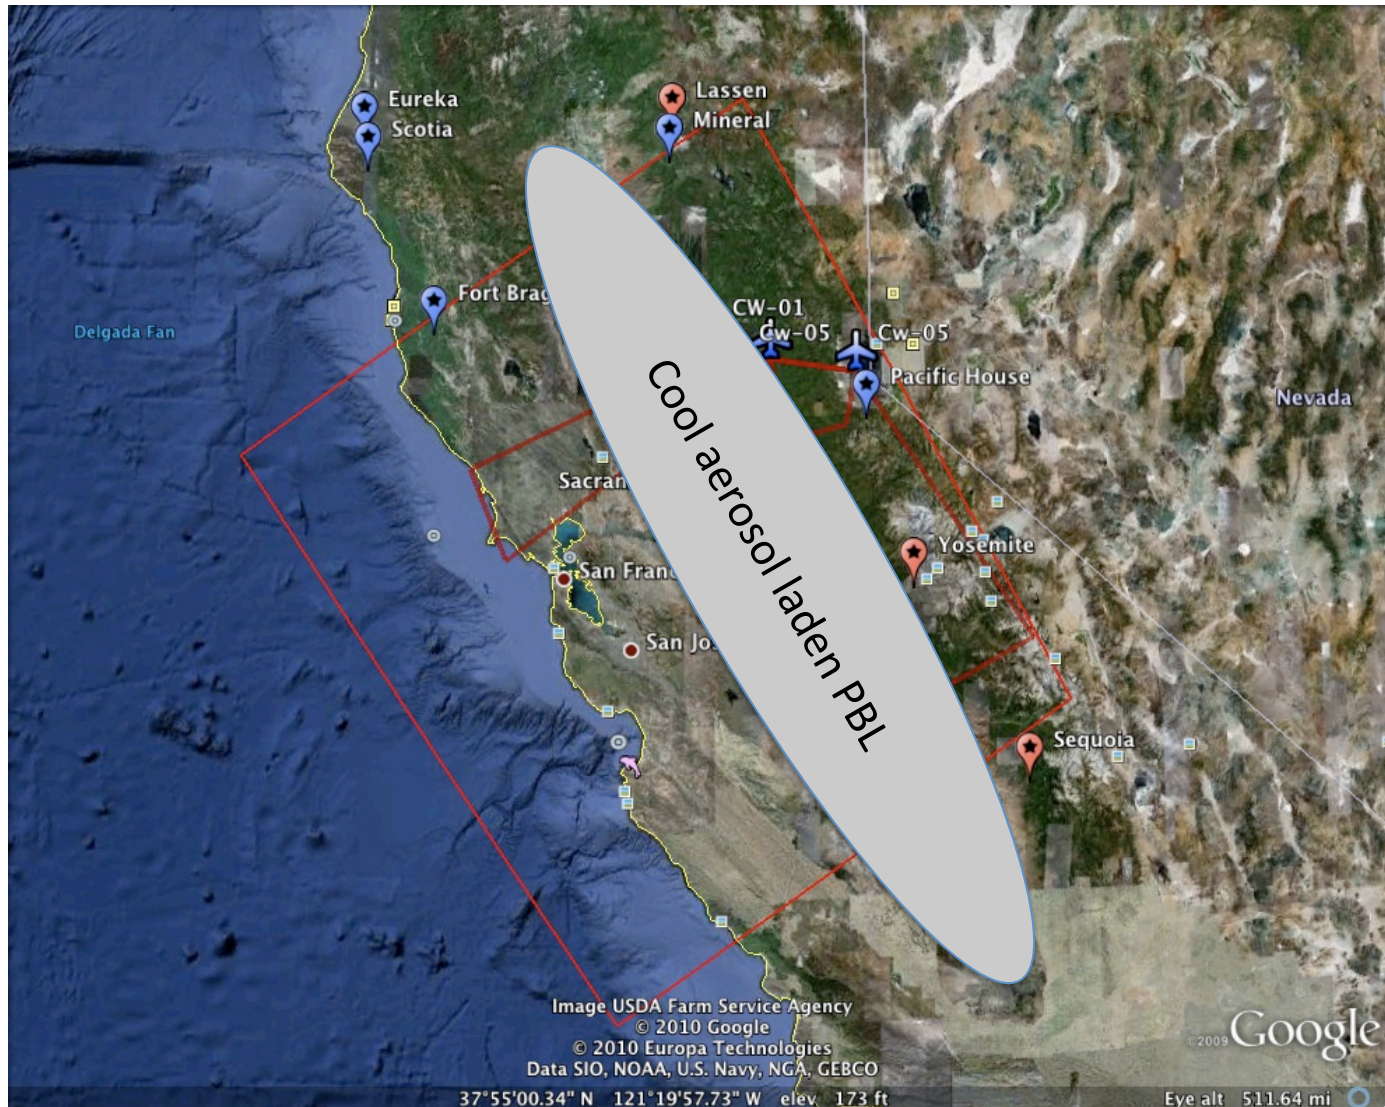 Eureka
Lassen
Scotia
Mineral
Fort Brag
CW-01
Cw-05
Cw-05
Delgada Fan
Pacific House
Nevada
Cool aerosol laden PBL
Sacran
Yosemite
San Franc
San Jos
Sequoia
Image USDA Farm Service Agency
© 2010 Google
© 2010 Europa Technologies
Data SIO, NOAA, U.S. Navy, NGA, GEBCO
©2009 Google
37°55'00.34" N 121°19'57.73" W elev 173 ft
Eye alt 511.64 mi